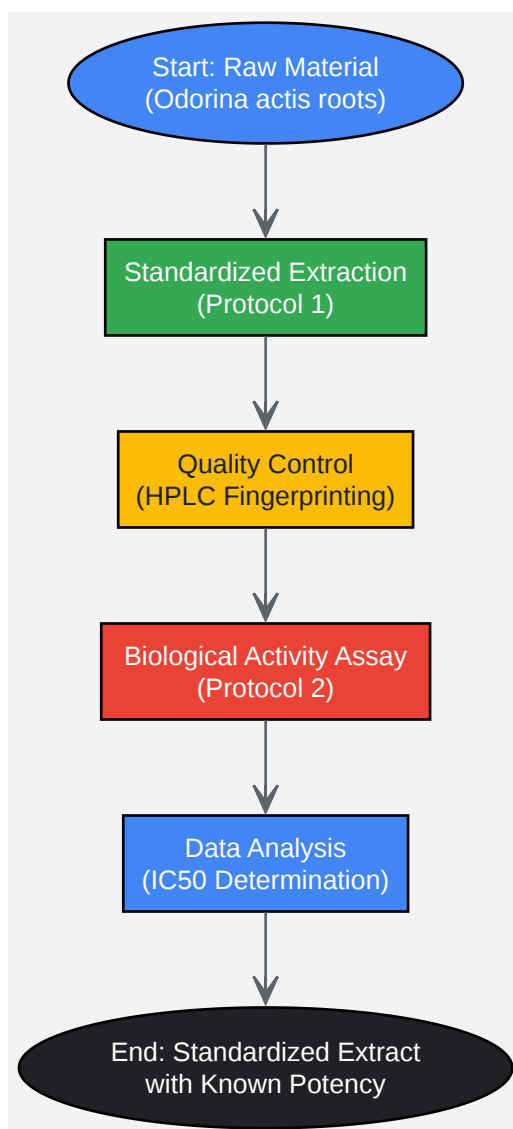 Start: Raw Material
(Odorina actis roots)
Standardized Extraction
(Protocol 1)
Quality Control
(HPLC Fingerprinting)
Biological Activity Assay
(Protocol 2)
Data Analysis
(IC50 Determination)
End: Standardized Extract
with Known Potency